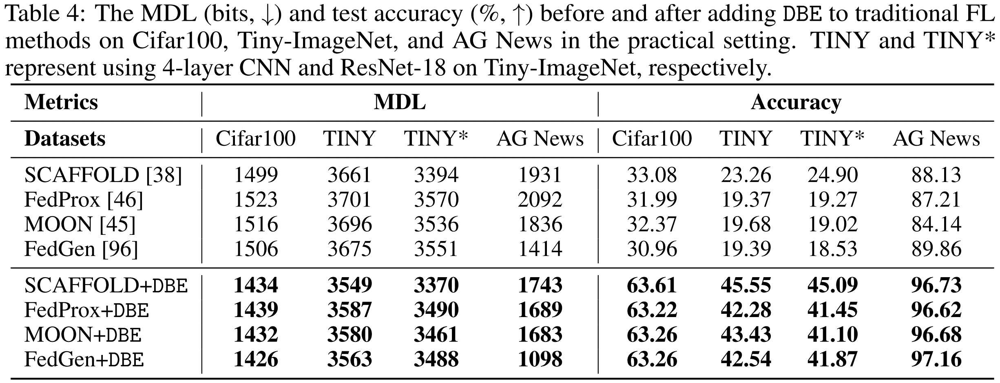 Table 4: The MDL (bits, ↓) and test accuracy (%, ↑) before and after adding DBE to traditional FL
methods on Cifar100, Tiny-ImageNet, and AG News in the practical setting. TINY and TINY*
represent using 4-layer CNN and ResNet-18 on Tiny-ImageNet, respectively.
Metrics MDL Accuracy
Datasets Cifar100 TINY TINY* AG News Cifar100 TINY TINY* AG News
SCAFFOLD [38] 1499 3661 3394 1931 33.08 23.26 24.90 88.13
FedProx [46] 1523 3701 3570 2092 31.99 19.37 19.27 87.21
MOON [45] 1516 3696 3536 1836 32.37 19.68 19.02 84.14
FedGen [96] 1506 3675 3551 1414 30.96 19.39 18.53 89.86
SCAFFOLD+DBE 1434 3549 3370 1743 63.61 45.55 45.09 96.73
FedProx+DBE 1439 3587 3490 1689 63.22 42.28 41.45 96.62
MOON+DBE 1432 3580 3461 1683 63.26 43.43 41.10 96.68
FedGen+DBE 1426 3563 3488 1098 63.26 42.54 41.87 97.16